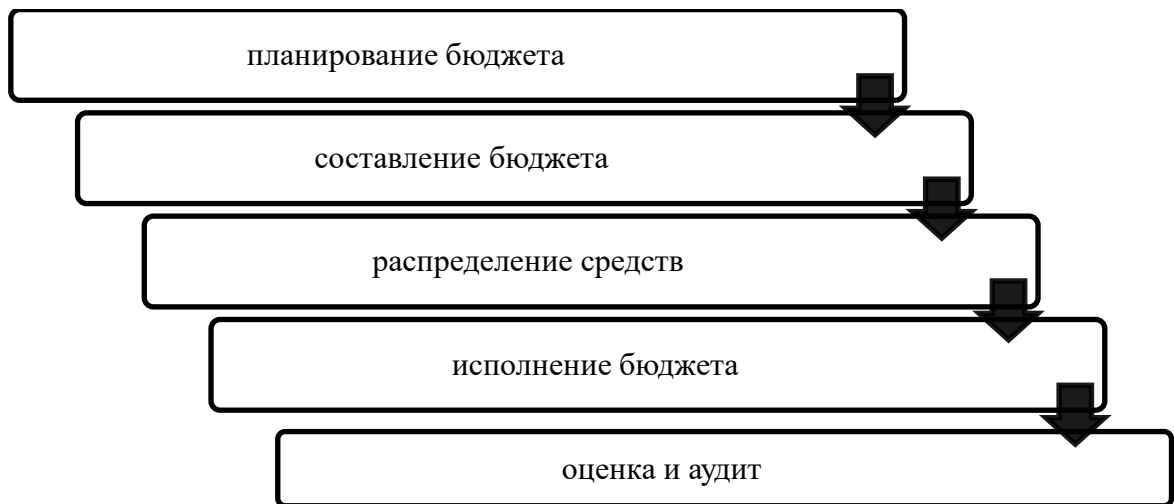 планирование бюджета
составление бюджета
распределение средств
исполнение бюджета
оценка и аудит